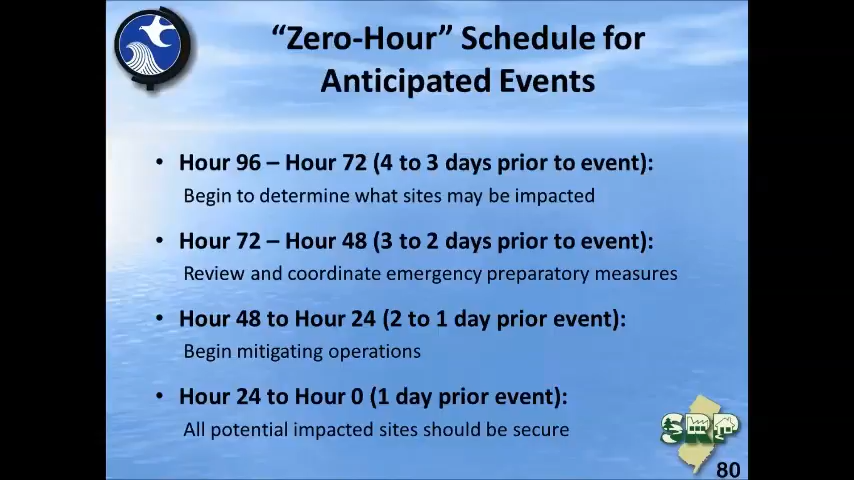 “Zero-Hour” Schedule for
Anticipated Events
• Hour 96 – Hour 72 (4 to 3 days prior to event):
Begin to determine what sites may be impacted
• Hour 72 – Hour 48 (3 to 2 days prior to event):
Review and coordinate emergency preparatory measures
• Hour 48 to Hour 24 (2 to 1 day prior event):
Begin mitigating operations
• Hour 24 to Hour 0 (1 day prior event):
All potential impacted sites should be secure
SRP
80